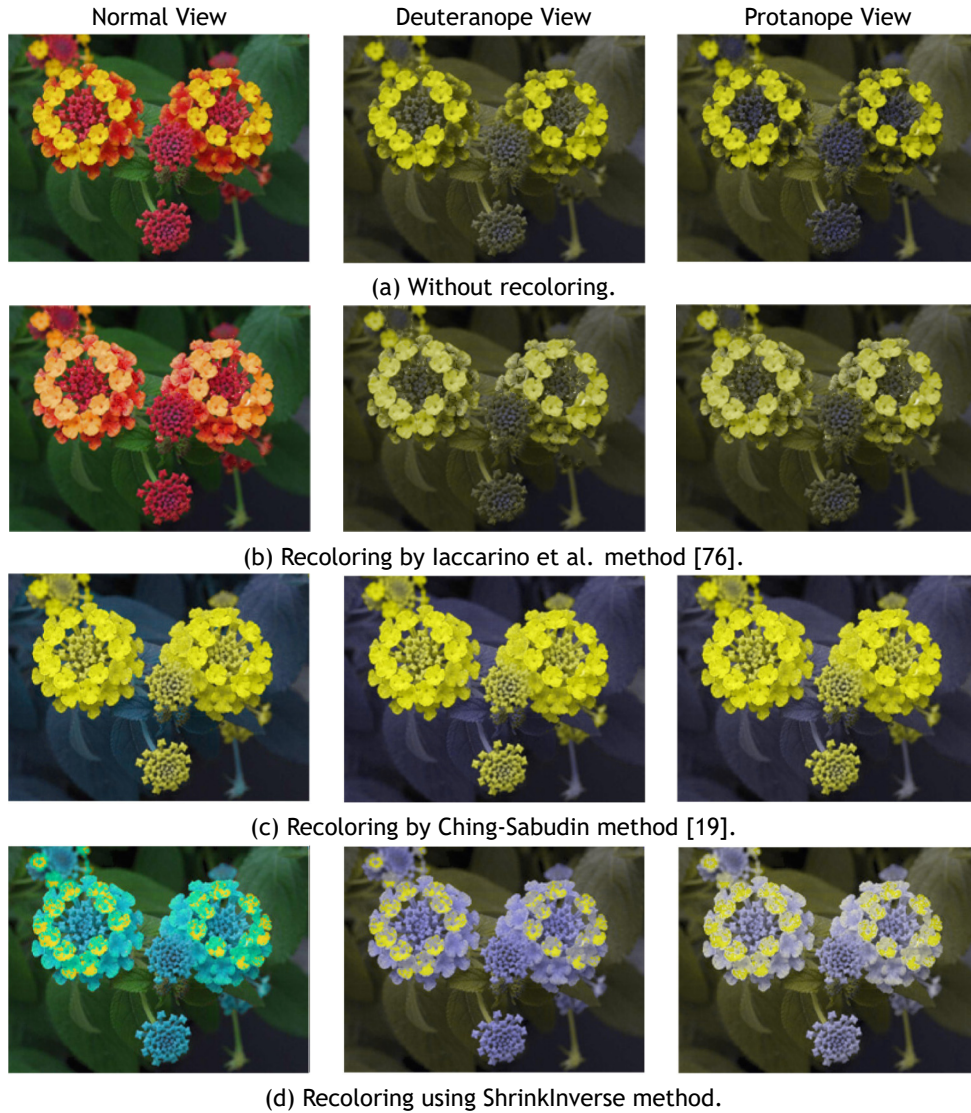 Normal View
Deuteranope View
Protanope View
(a) Without recoloring.
(b) Recoloring by Iaccarino et al. method [76].
(c) Recoloring by Ching-Sabudin method [19].
(d) Recoloring using ShrinkInverse method.